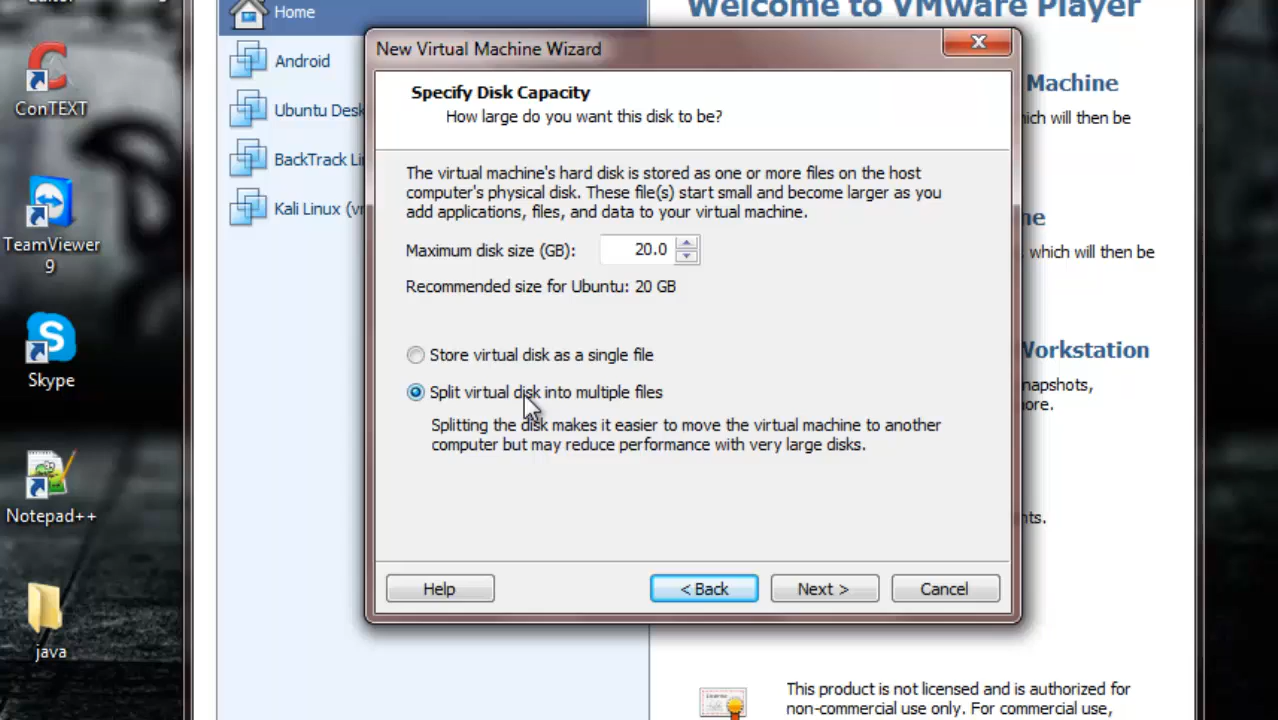 Home
Welcome to VMware Player
ConTEXT
TeamViewer
9
Skype
Notepad++
java
Android
Ubuntu Desk
BackTrack Li
Kali Linux (vr
New Virtual Machine Wizard
Specify Disk Capacity
How large do you want this disk to be?
The virtual machine's hard disk is stored as one or more files on the host
computer's physical disk. These file(s) start small and become larger as you
add applications, files, and data to your virtual machine.
Maximum disk size (GB): 20.0
Recommended size for Ubuntu: 20 GB
Store virtual disk as a single file
Split virtual disk into multiple files
Splitting the disk makes it easier to move the virtual machine to another
computer but may reduce performance with very large disks.
Help
< Back
Next >
Cancel
Machine
which will then be
ne
, which will then be
Workstation
napshots,
ore.
nts.
This product is not licensed and is authorized for
non-commercial use only. For commercial use,